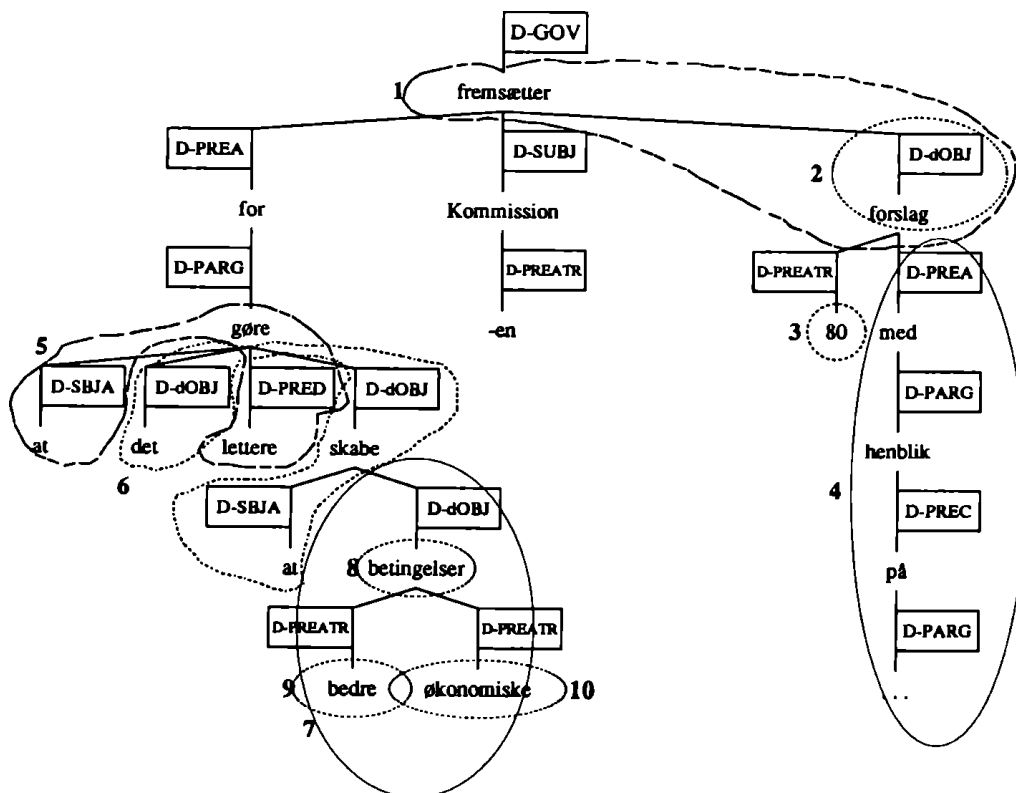 D-GOV
1 fremsætter
D-PREA D-SUBJ D-dOBJ
2
for Kommission forslag
D-PARG D-PREATR D-PREATR D-PREA
gøre -en 3 80 med
5
D-SBJA D-dOBJ D-PRED D-dOBJ D-PARG
at det lettere skabe henblik
6 4
D-SBJA D-dOBJ D-PREC
at 8 betingelser på
D-PREATR D-PREATR D-PARG
9 bedre økonomiske 10 ...
7